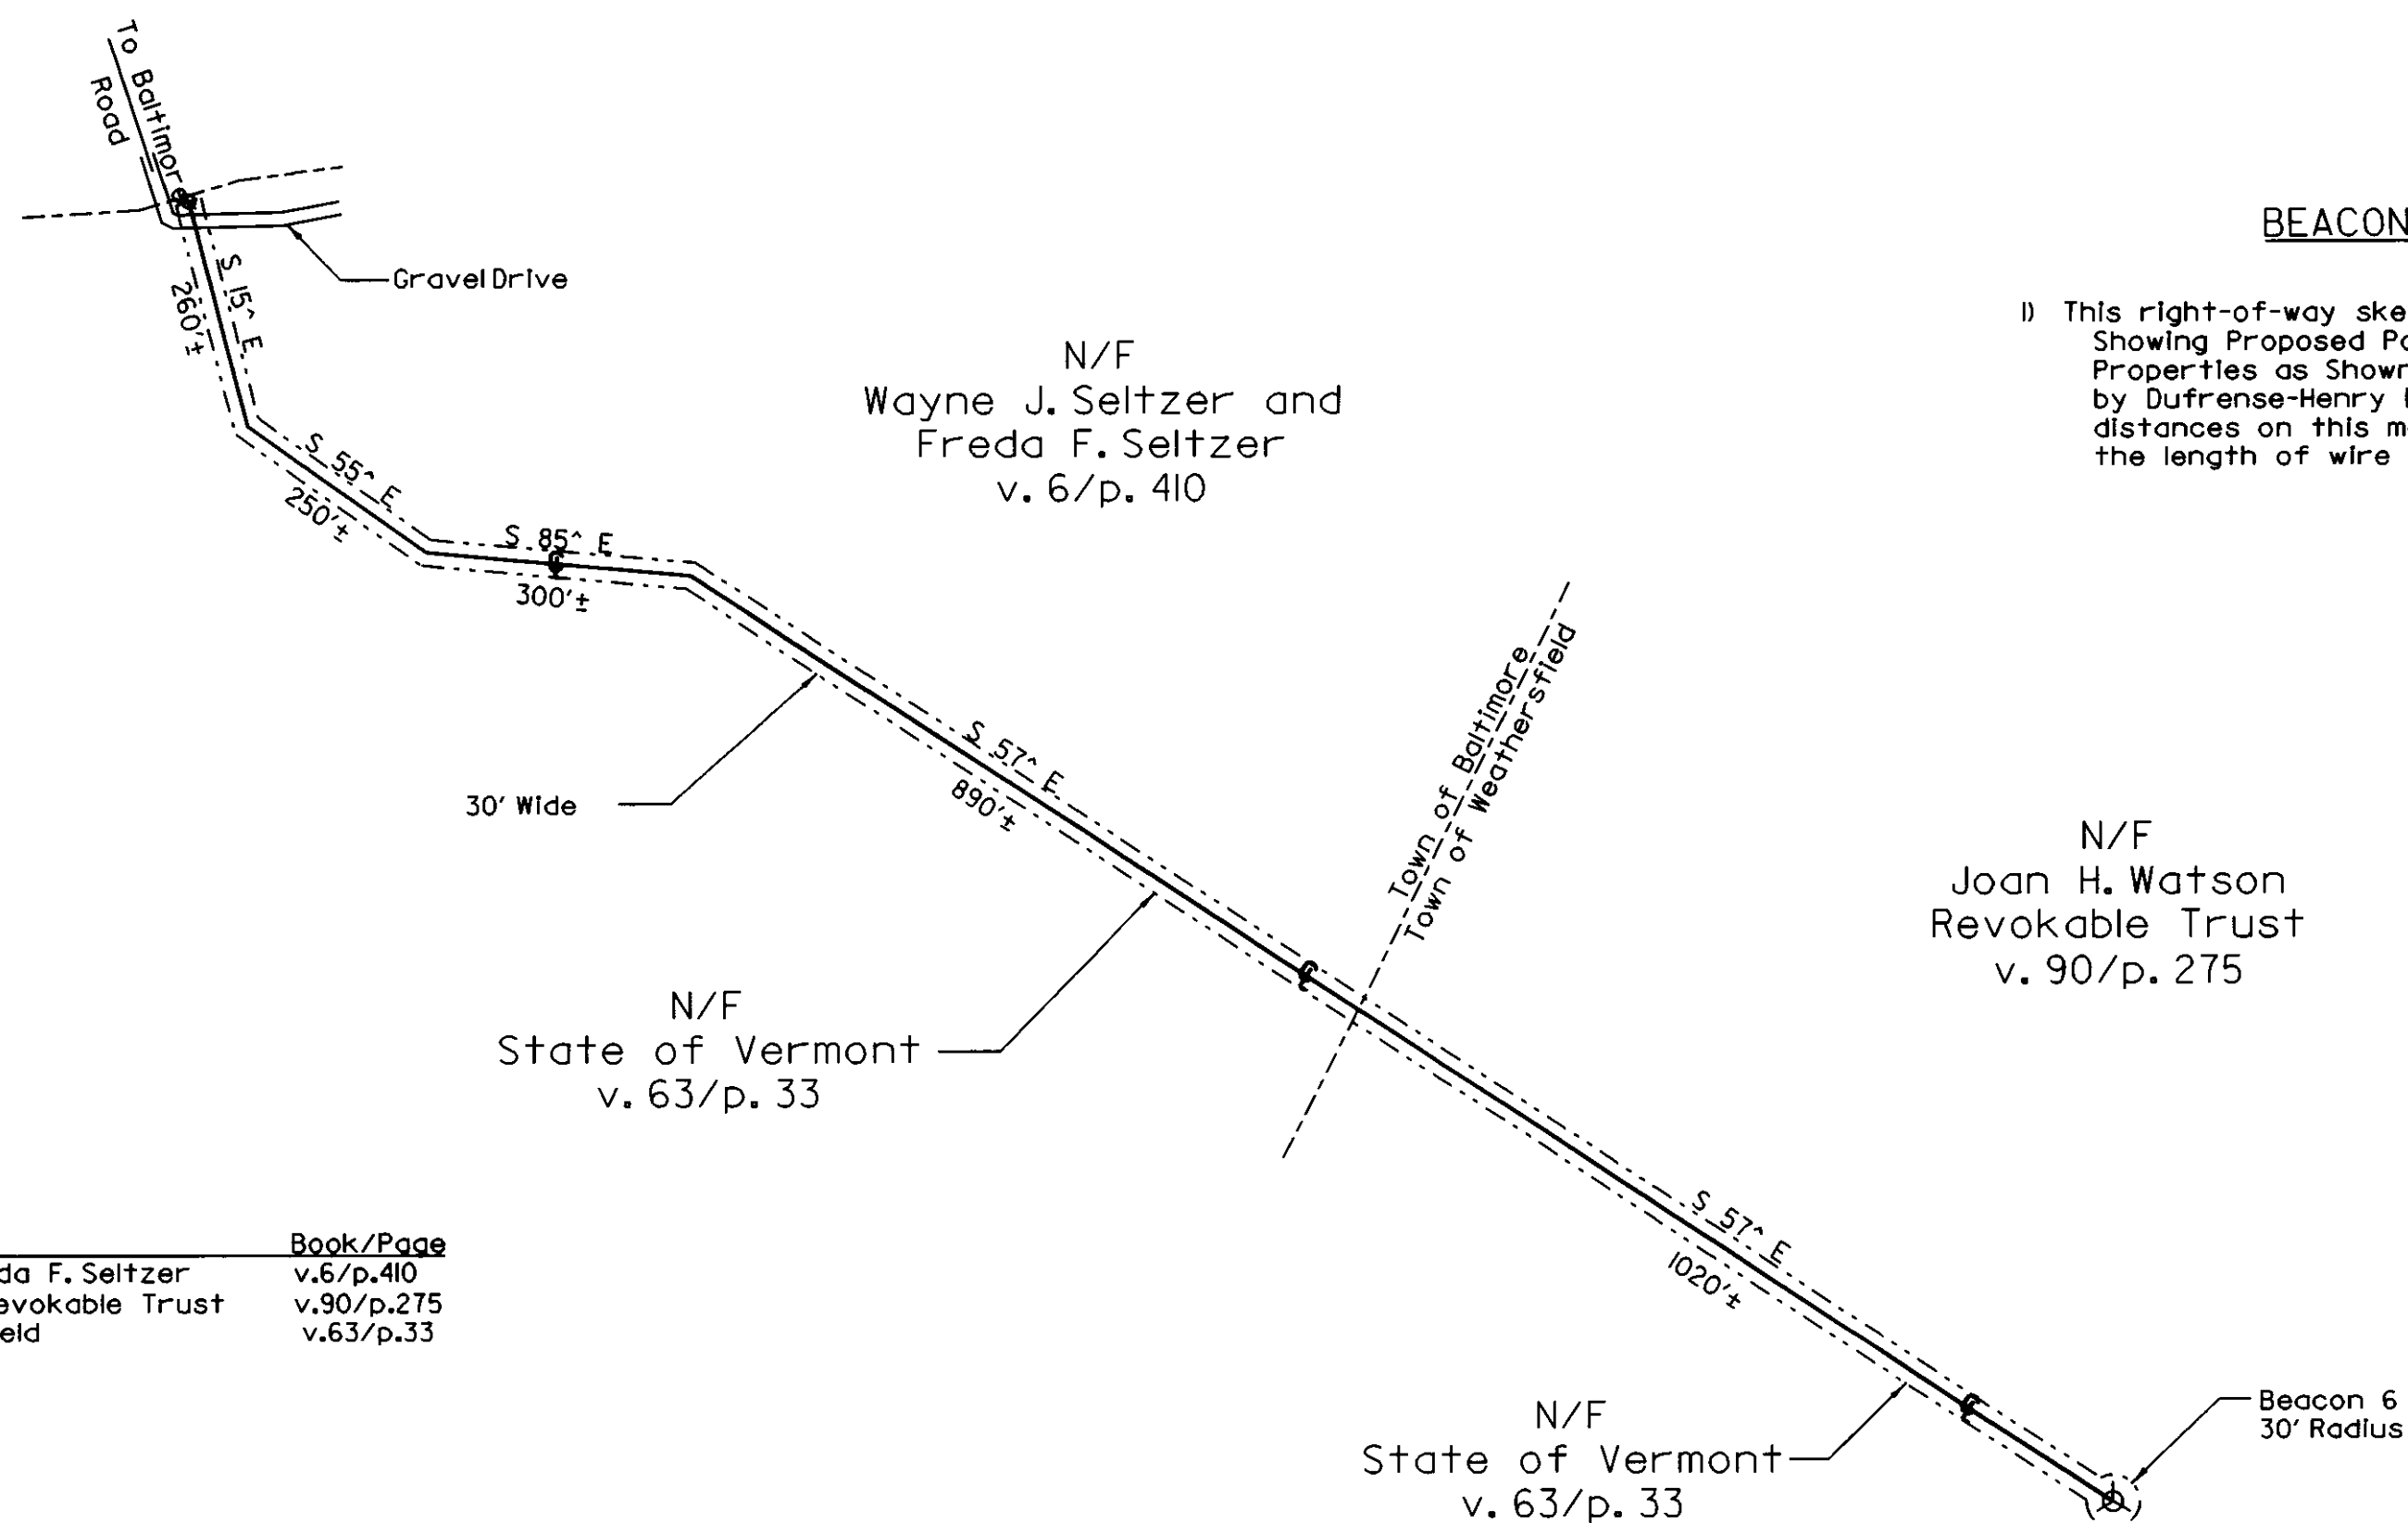 To Baltimore
Road
BEACON
Gravel Drive
S 15^ E
260'±
1) This right-of-way ske
Showing Proposed Po
Properties as Shown
by Dufrense-Henry
distances on this m
the length of wire
N/F
Wayne J. Seltzer and
Freda F. Seltzer
v. 6/p. 410
S 55^ E
250'±
S 85^ E
300'±
Town of Baltimore
Town of Weathersfield
30' Wide
S 57^ E
890'±
N/F
Joan H. Watson
Revokable Trust
v. 90/p. 275
N/F
State of Vermont
v. 63/p. 33
S 57^ E
1020'±
Book/Page
da F. Seltzer v.6/p.410
evokable Trust v.90/p.275
eld v.63/p.33
N/F
State of Vermont
v. 63/p. 33
Beacon 6
30' Radius